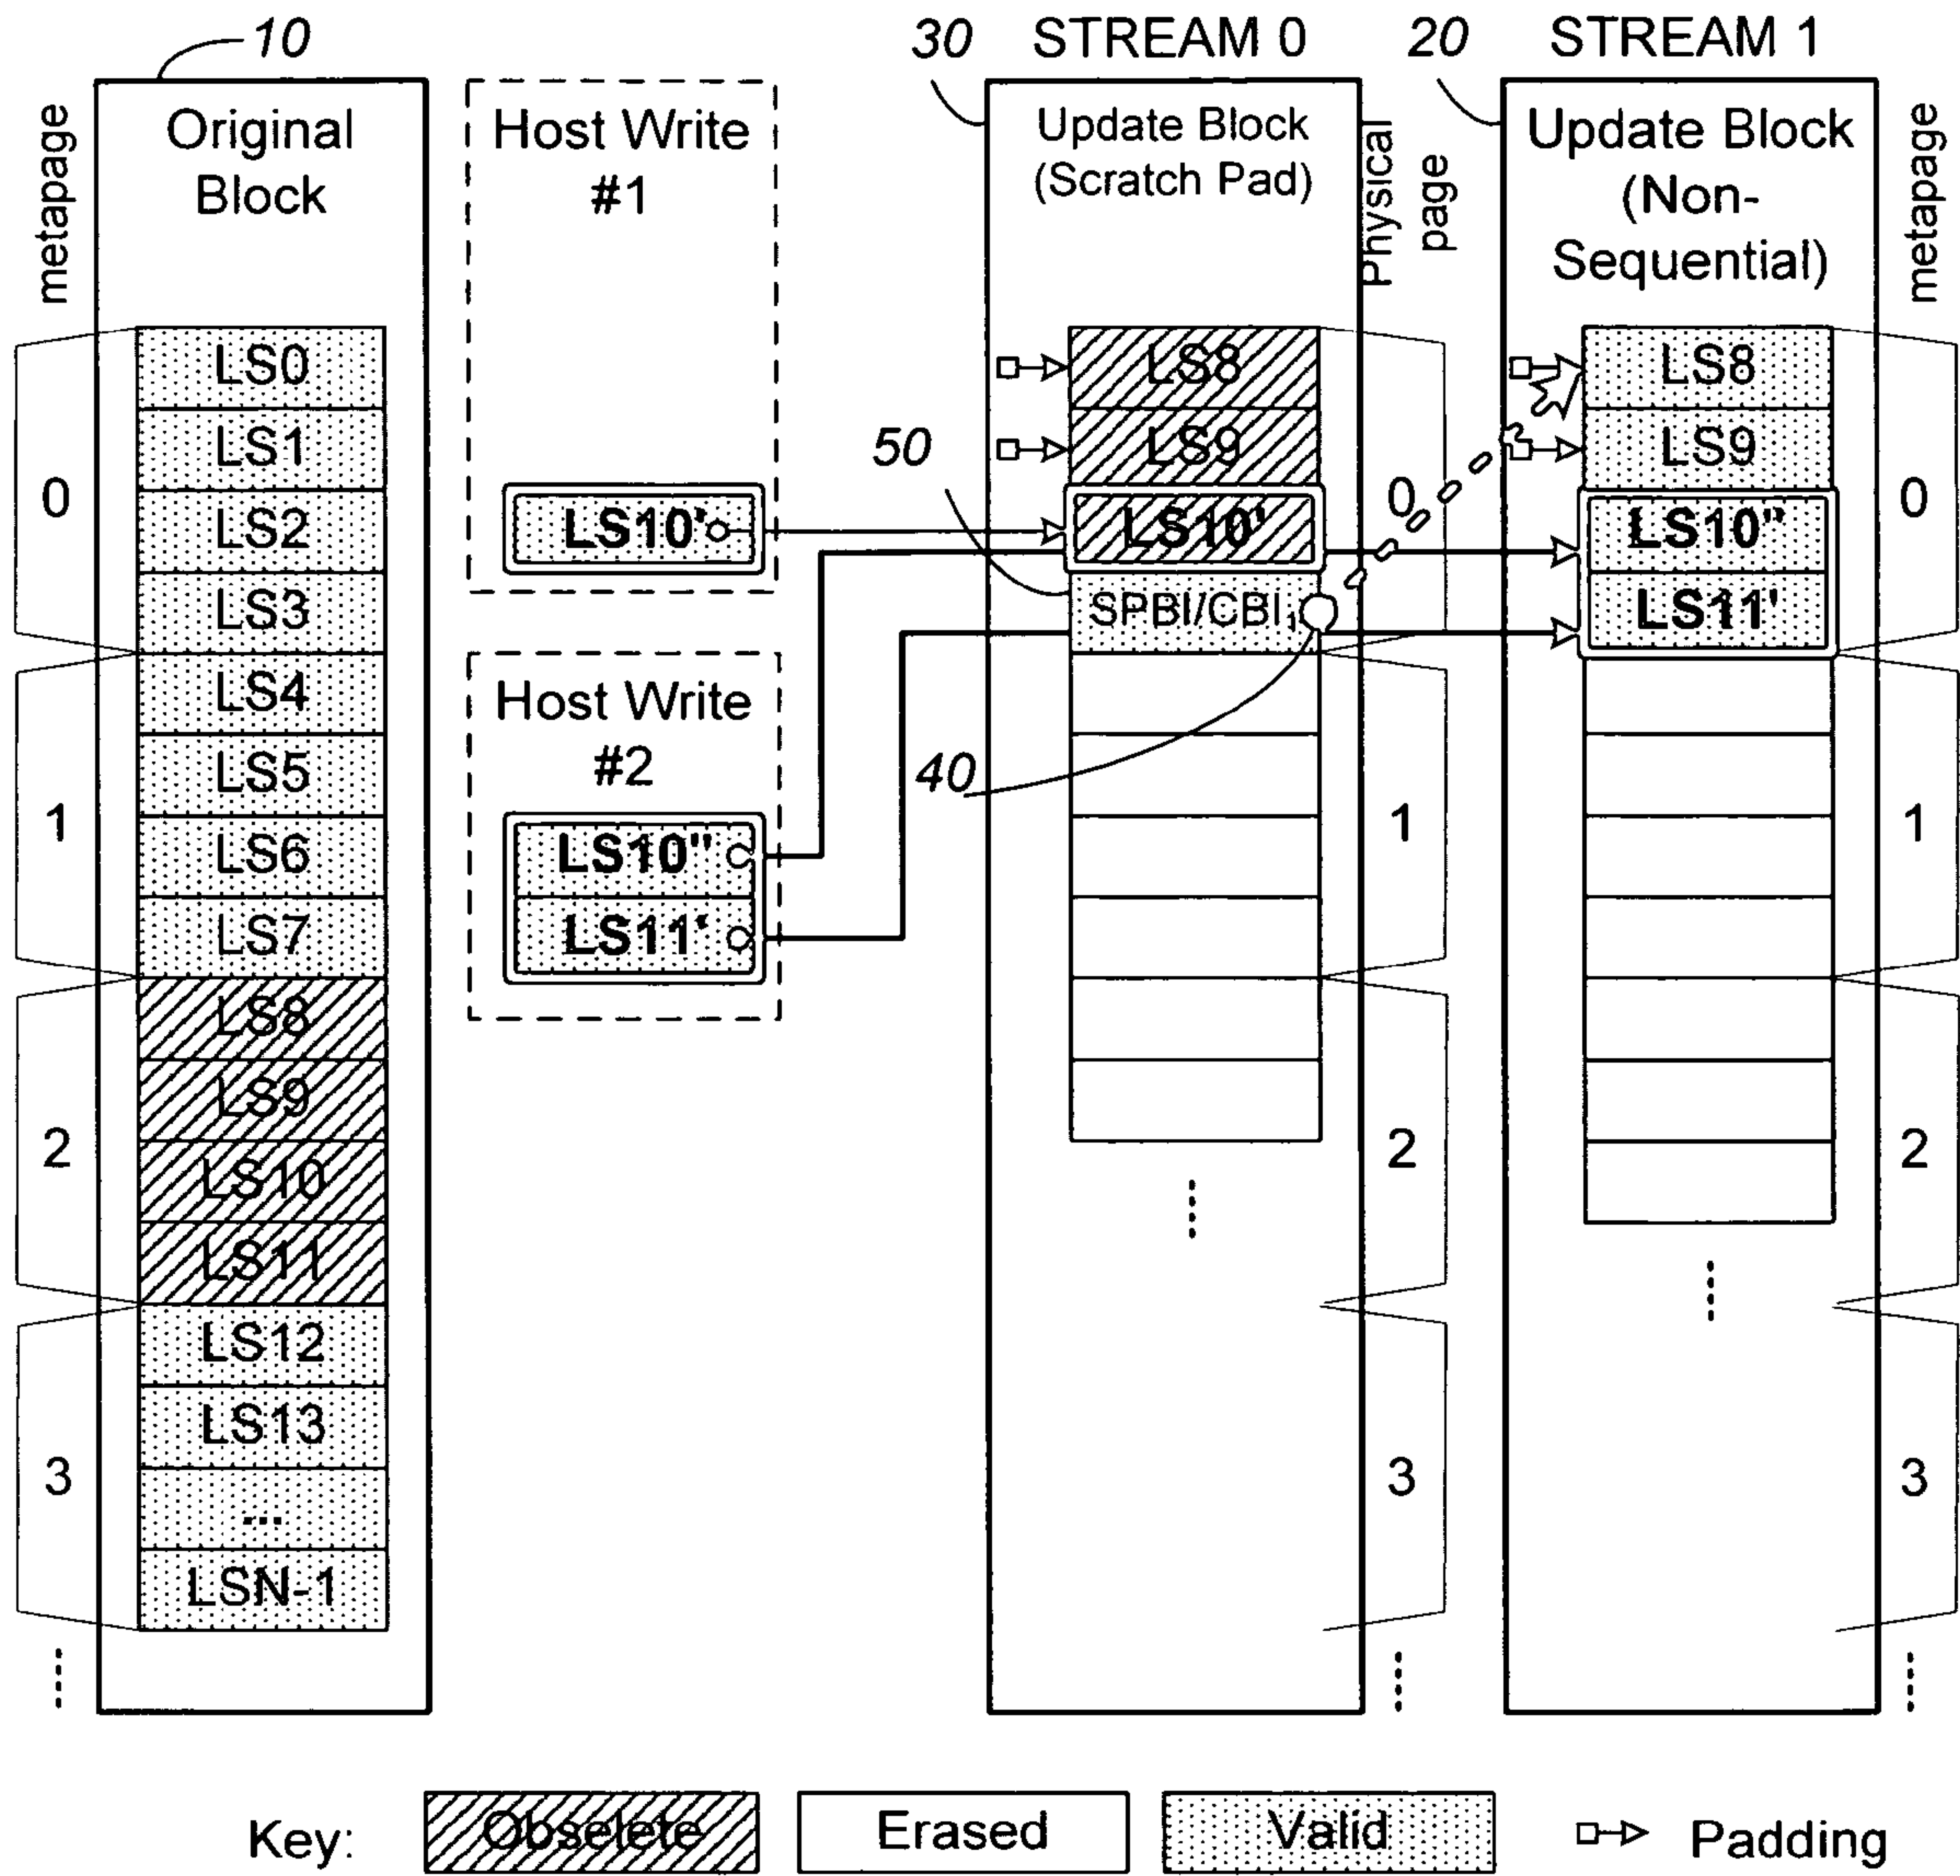 10
metapage
Original
Block
LS0
LS1
LS2
LS3
LS4
LS5
LS6
LS7
LS8
LS9
LS10
LS11
LS12
LS13
...
LSN-1
0
1
2
3
Host Write
#1
LS10'
Host Write
#2
LS10"
LS11'
30 STREAM 0
Update Block
(Scratch Pad)
Physical
page
LS8
LS9
50
LS10'
SPBI/CBI₁
40
0
1
2
3
20 STREAM 1
Update Block
(Non-
Sequential)
metapage
LS8
LS9
LS10"
LS11'
0
1
2
3
Key: Obselete Erased Valid Padding